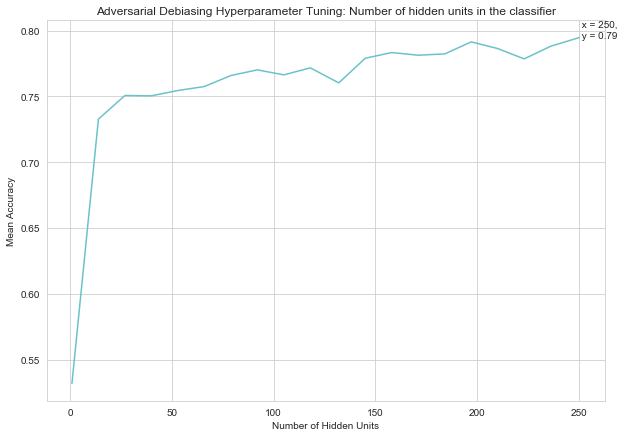 Adversarial Debiasing Hyperparameter Tuning: Number of hidden units in the classifier
x = 250,
y = 0.79
0.80
0.75
0.70
0.65
0.60
0.55
Mean Accuracy
0
50
100
150
200
250
Number of Hidden Units